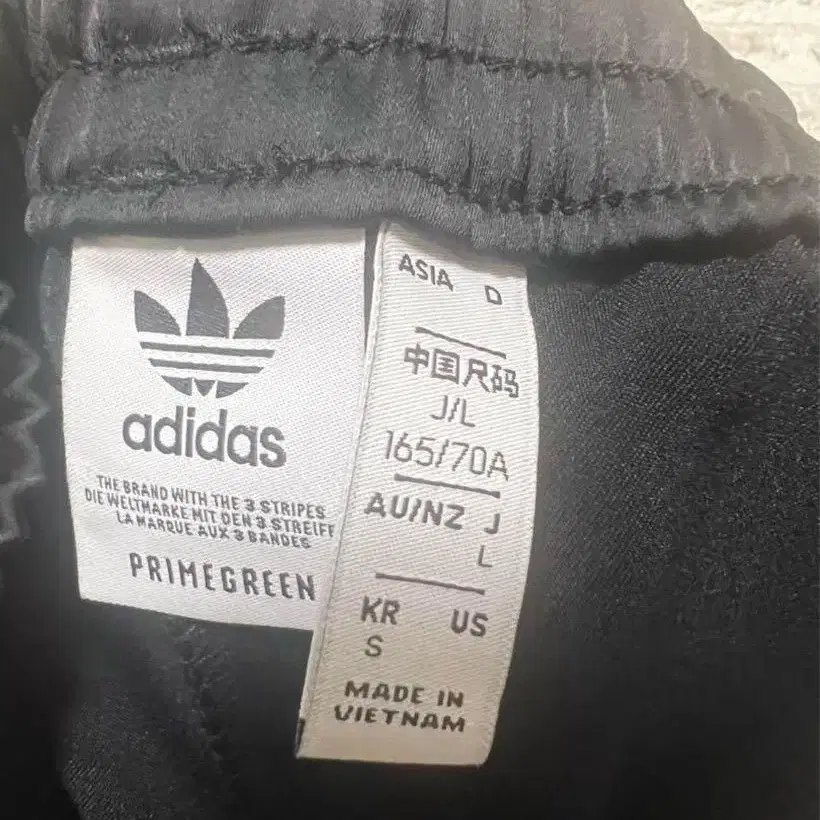 adidas
THE BRAND WITH THE 3 STRIPES
DIE WELTMARKE MIT DEN 3 STREIFF
LA MARQUE AUX 3 BANDES
PRIMEGREEN
ASIA D
中国尺码
J/L
165/70A
AU/NZ J
L
KR US
S
MADE IN
VIETNAM